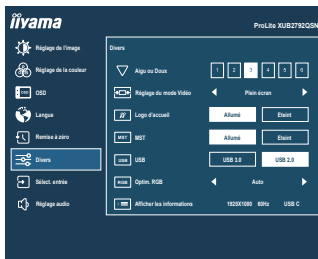 iiyama
ProLite XUB2792QSN
Réglage de l'image
Réglage de la couleur
OSD
Langue
Remise à zéro
Divers
Sélect. entrée
Réglage audio
Divers
Aigu ou Doux
1 2 3 4 5 6
Réglage du mode Vidéo
Plein écran
Logo d'accueil
Allumé
Eteint
MST
MST
Allumé
Eteint
USB
USB
USB 3.0
USB 2.0
RGB
Optim. RGB
Auto
Afficher les informations
1920X1080 60Hz USB C